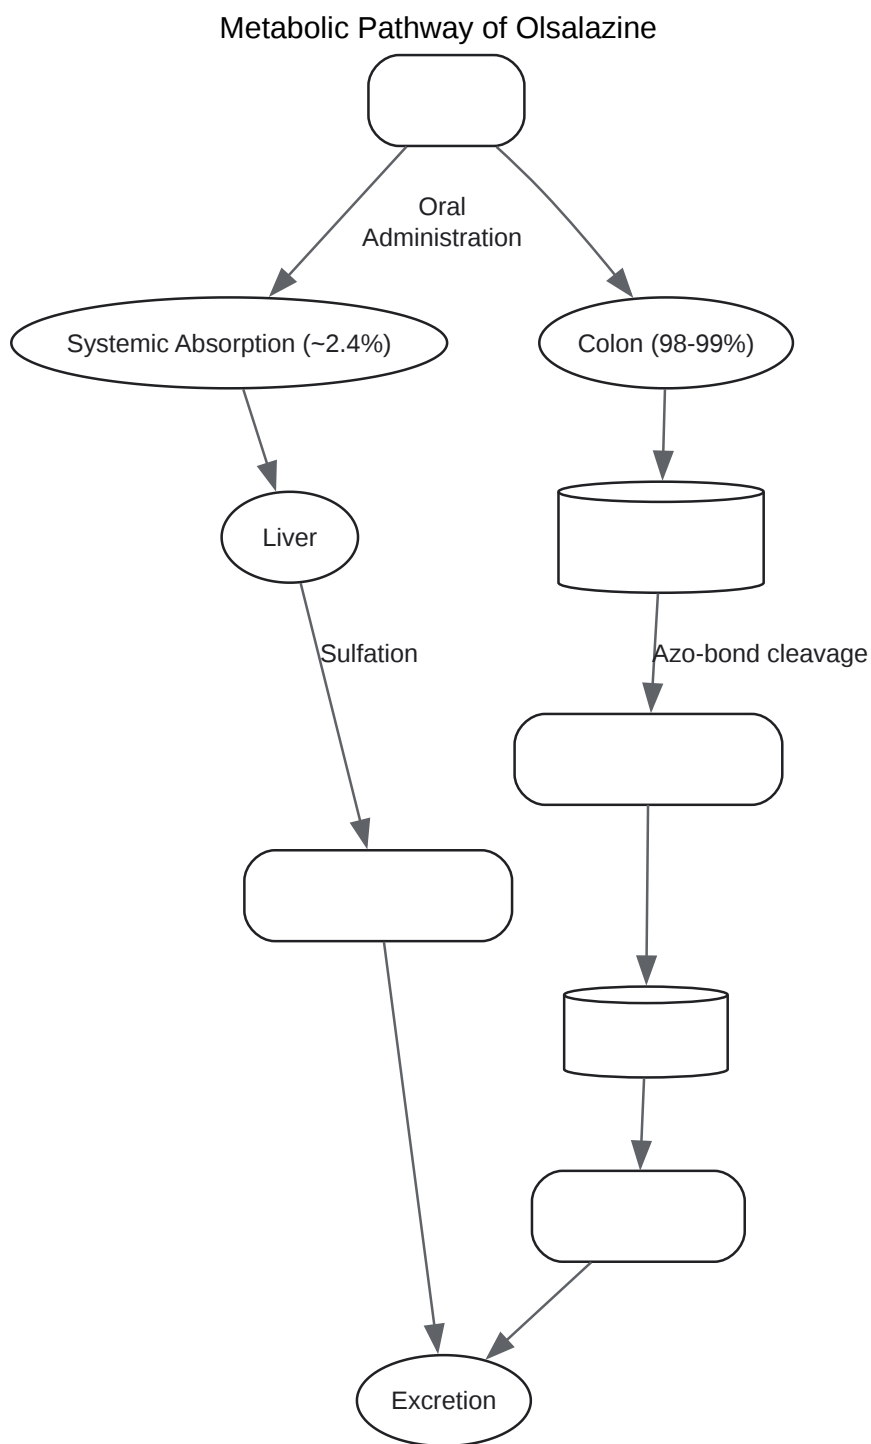 Metabolic Pathway of Olsalazine
Oral
Administration
Systemic Absorption (~2.4%)
Colon (98-99%)
Liver
Sulfation
Azo-bond cleavage
Excretion